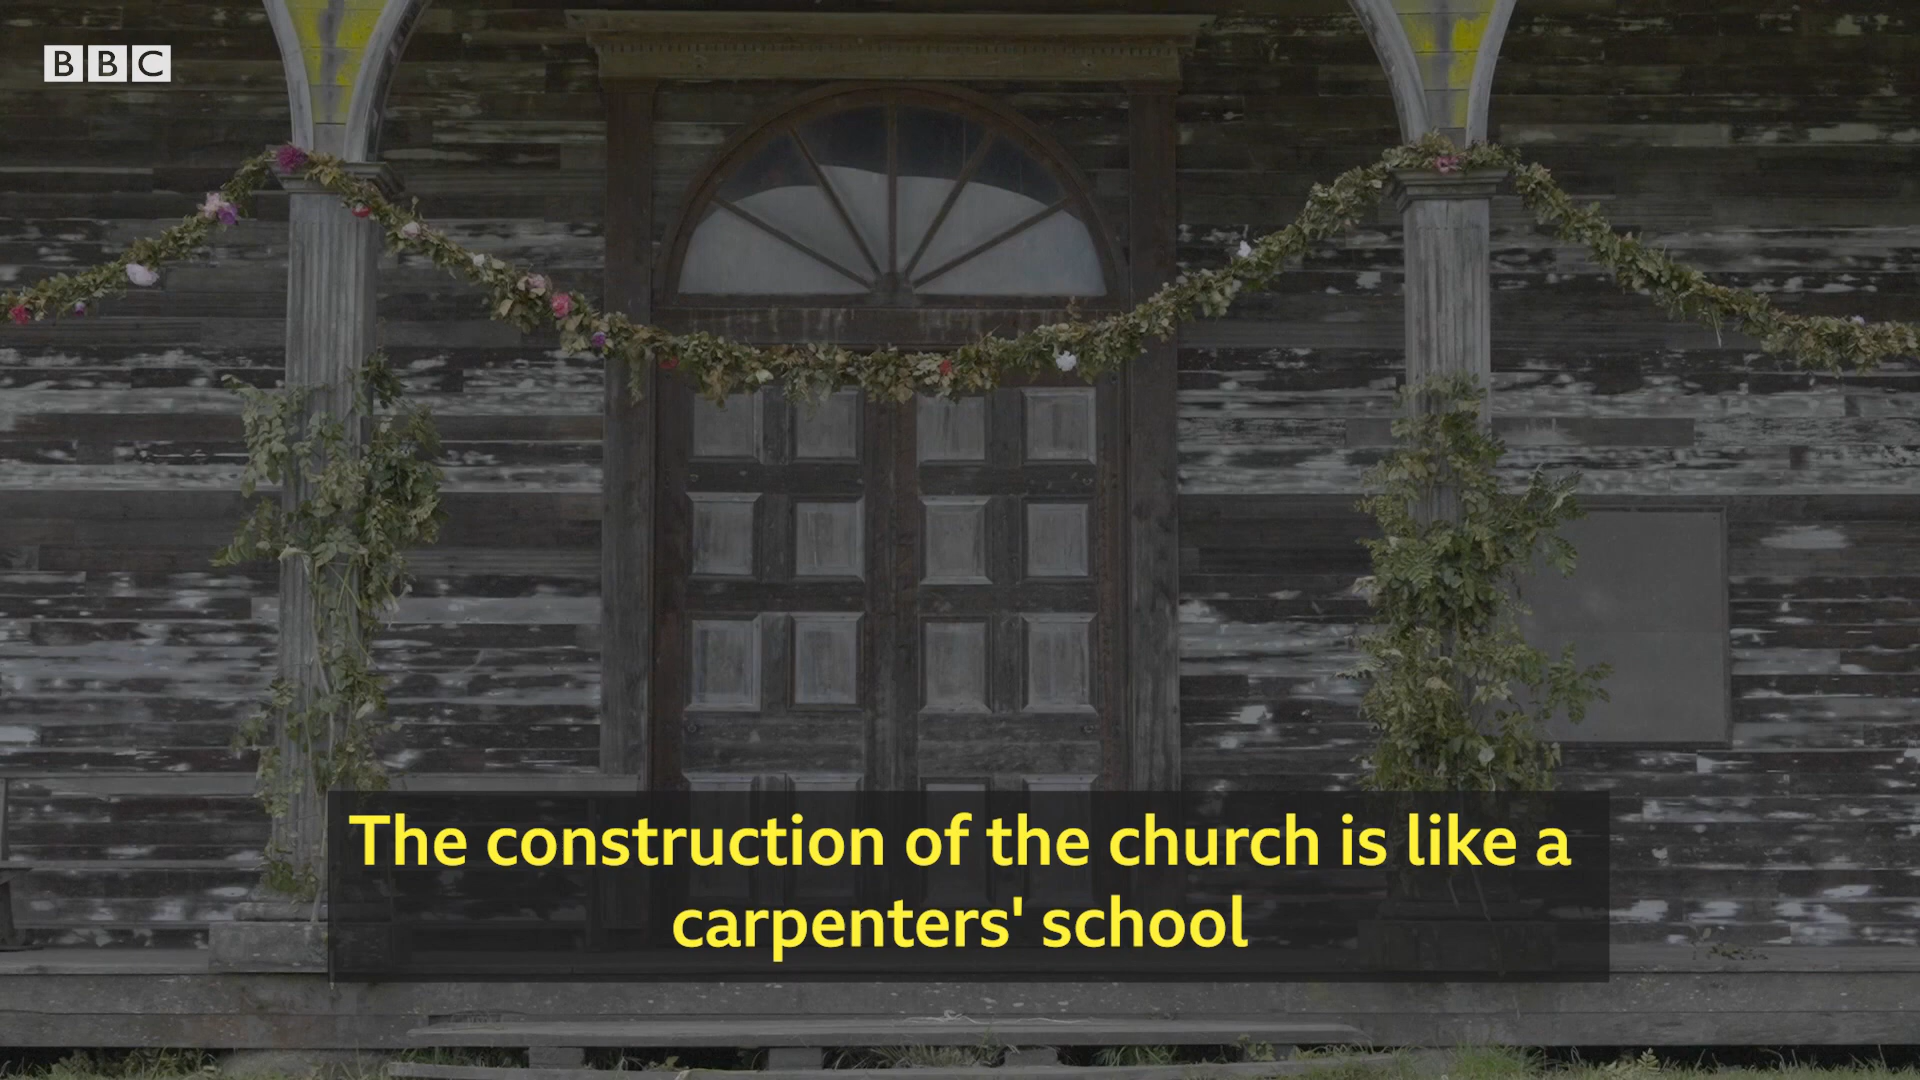 BBC
The construction of the church is like a
carpenters' school